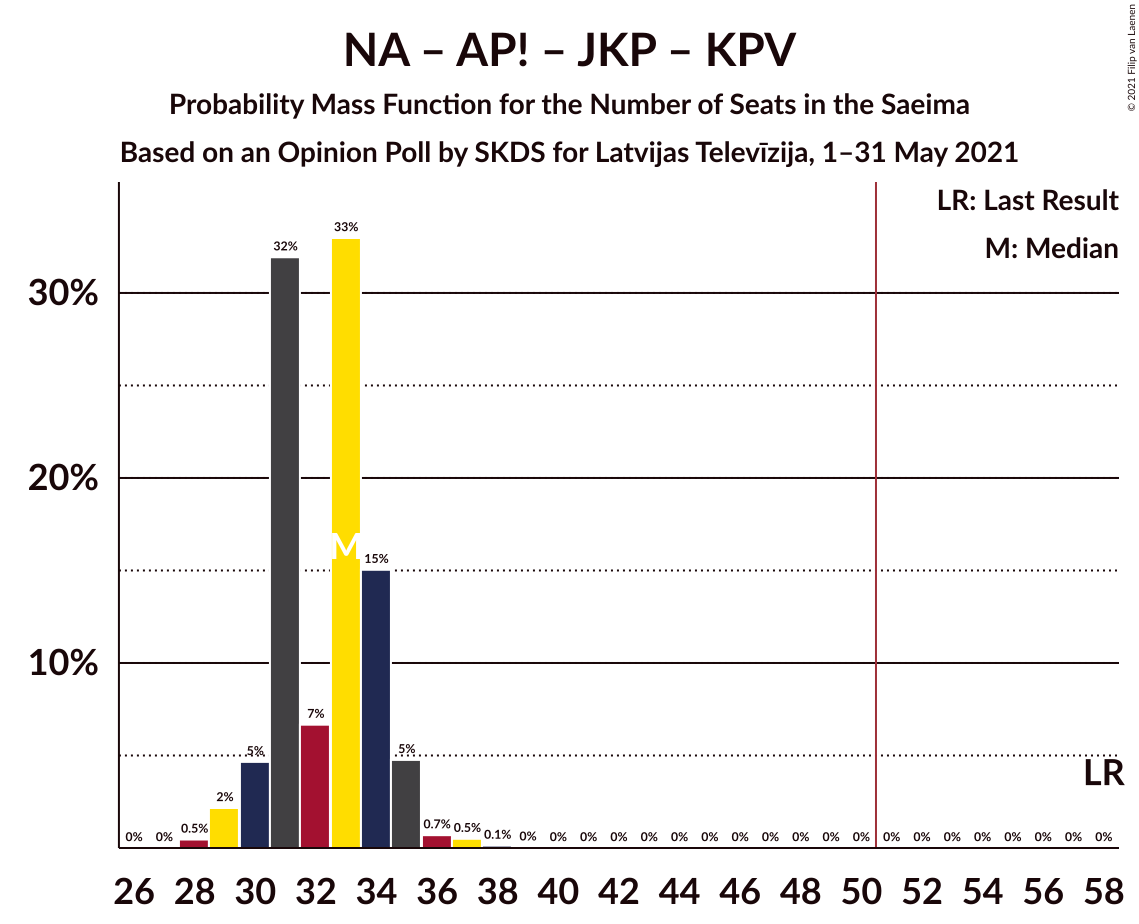 NA – AP! – JKP – KPV
Probability Mass Function for the Number of Seats in the Saeima
Based on an Opinion Poll by SKDS for Latvijas Televīzija, 1–31 May 2021
© 2021 Filip van Laenen
LR: Last Result
M: Median
30%
20%
10%
0% 0% 0.5% 2% 5% 32% 7% 33% 15% 5% 0.7% 0.5% 0.1% 0% 0% 0% 0% 0% 0% 0% 0% 0% 0% 0% 0% 0% 0% 0% 0% 0% 0% 0% 0%
M
LR
26 28 30 32 34 36 38 40 42 44 46 48 50 52 54 56 58